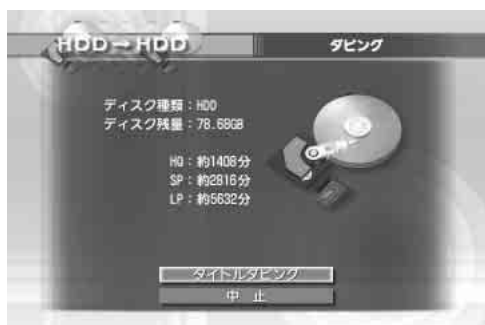 HDD→HDD
ダビング
ディスク種類：HDD
ディスク残量：78.68GB
HQ：約1408分
SP：約2816分
LP：約5632分
タイトルダビング
中 止